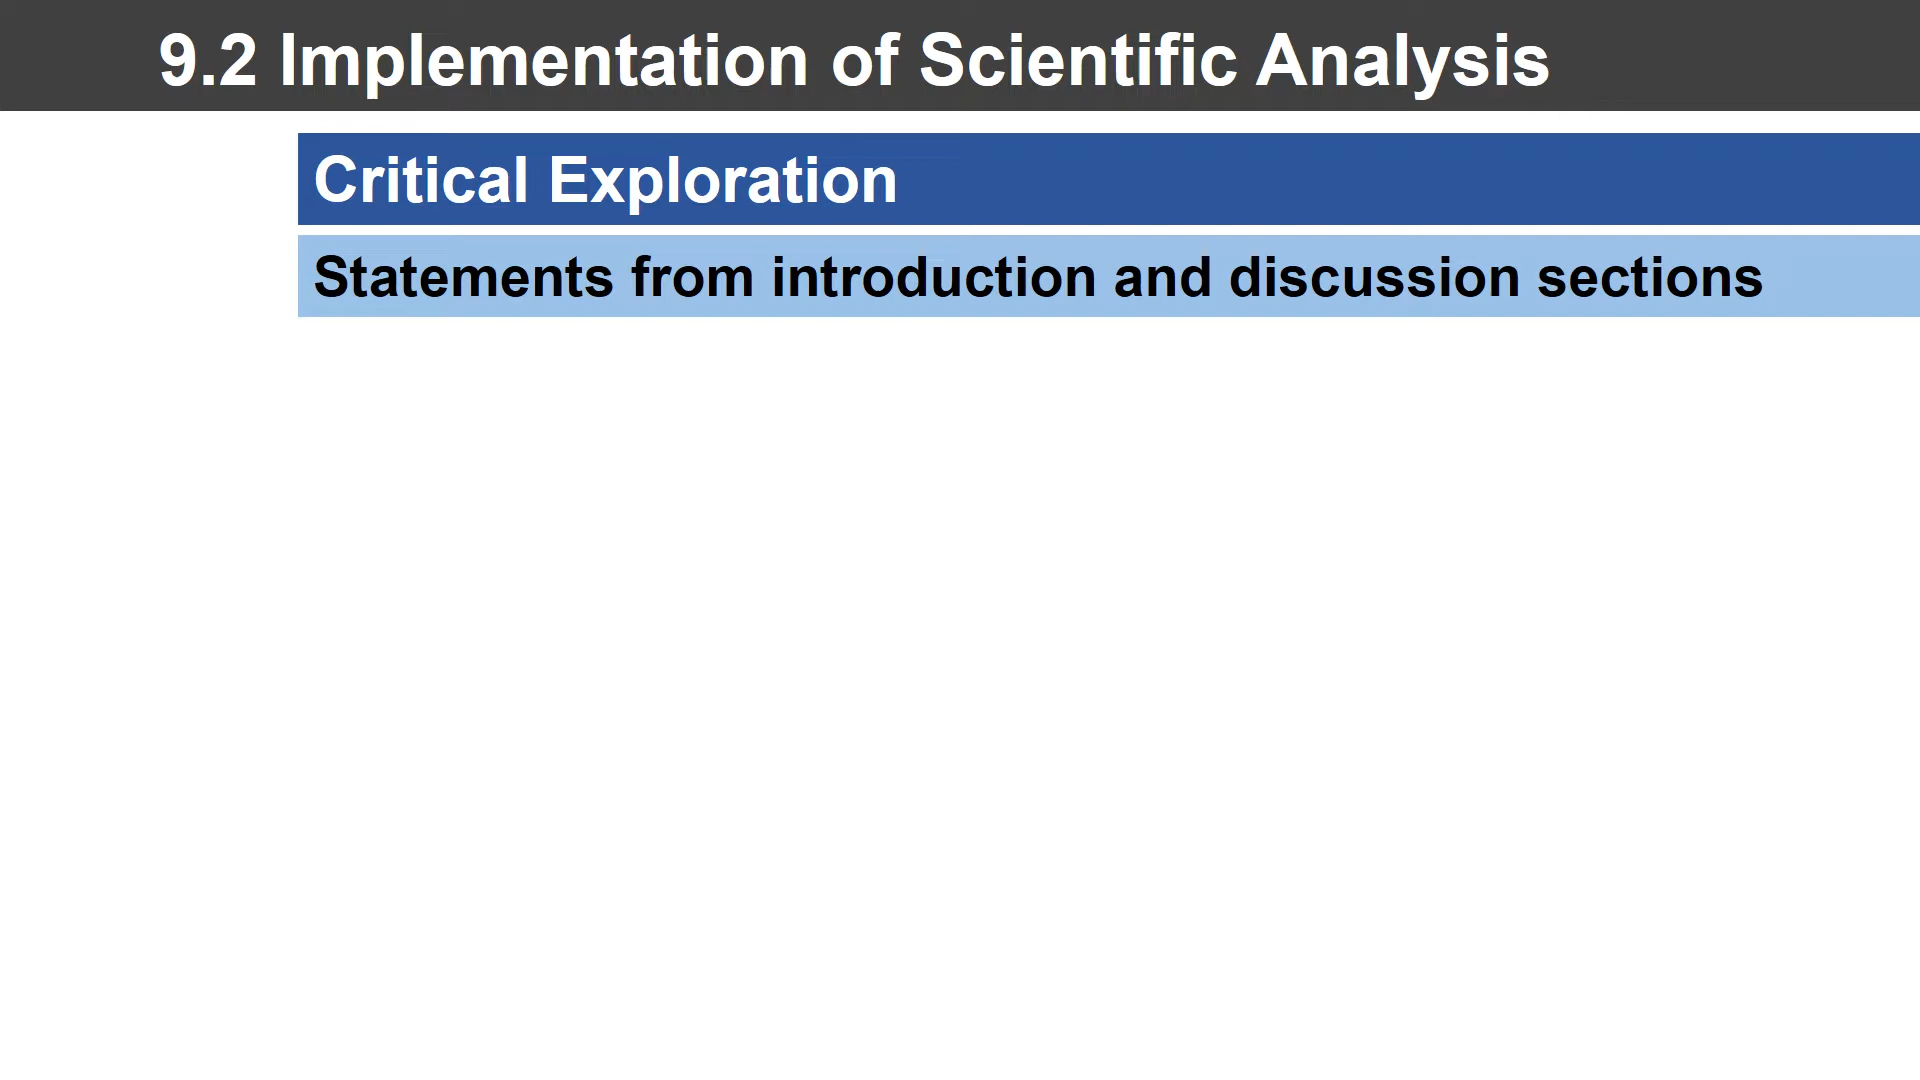 9.2 Implementation of Scientific Analysis
Critical Exploration
Statements from introduction and discussion sections